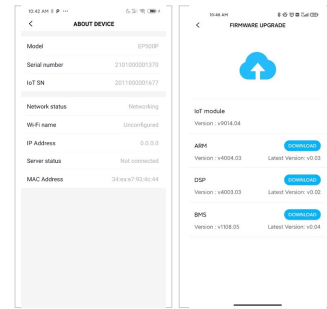 10:42 AM
ABOUT DEVICE
Model EP500P
Serial number 2101000001370
IoT SN 2011000001677
Network status Networking
Wi-Fi name Unconfigured
IP Address 0.0.0.0
Server status Not connected
MAC Address 34:ea:e7:93:4c:44
10:46 AM
FIRMWARE UPGRADE
IoT module
Version : v9014.04
ARM DOWNLOAD
Version : v4004.03 Latest Version: v0.03
DSP DOWNLOAD
Version : v4003.03 Latest Version: v0.02
BMS DOWNLOAD
Version : v1108.05 Latest Version: v0.04